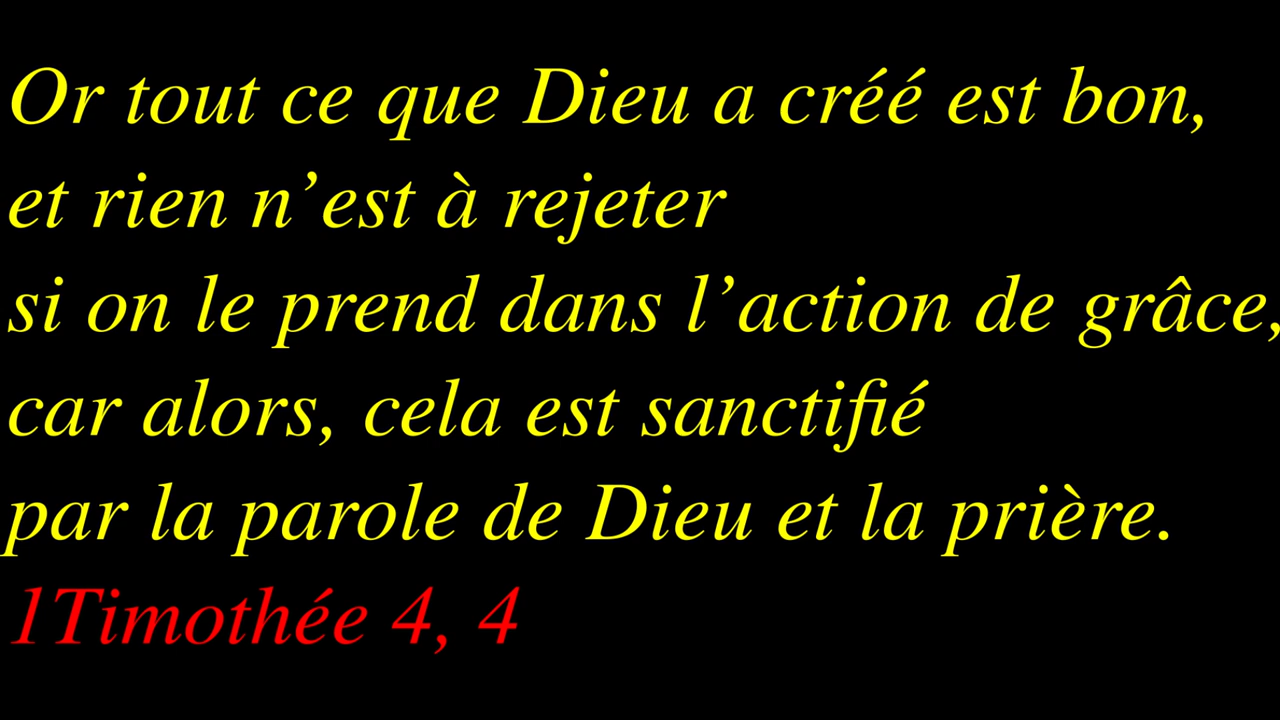 Or tout ce que Dieu a créé est bon,
et rien n’est à rejeter
si on le prend dans l’action de grâce,
car alors, cela est sanctifié
par la parole de Dieu et la prière.
1Timothée 4, 4